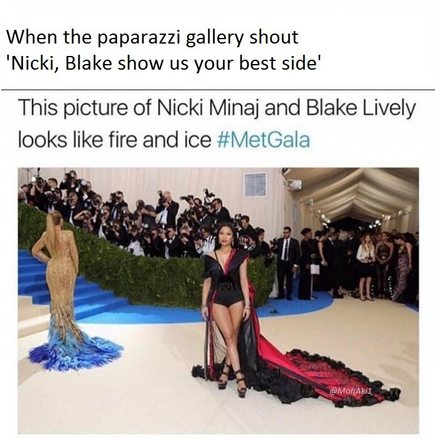 When the paparazzi gallery shout
'Nicki, Blake show us your best side'
This picture of Nicki Minaj and Blake Lively
looks like fire and ice #MetGala
@MohAki1